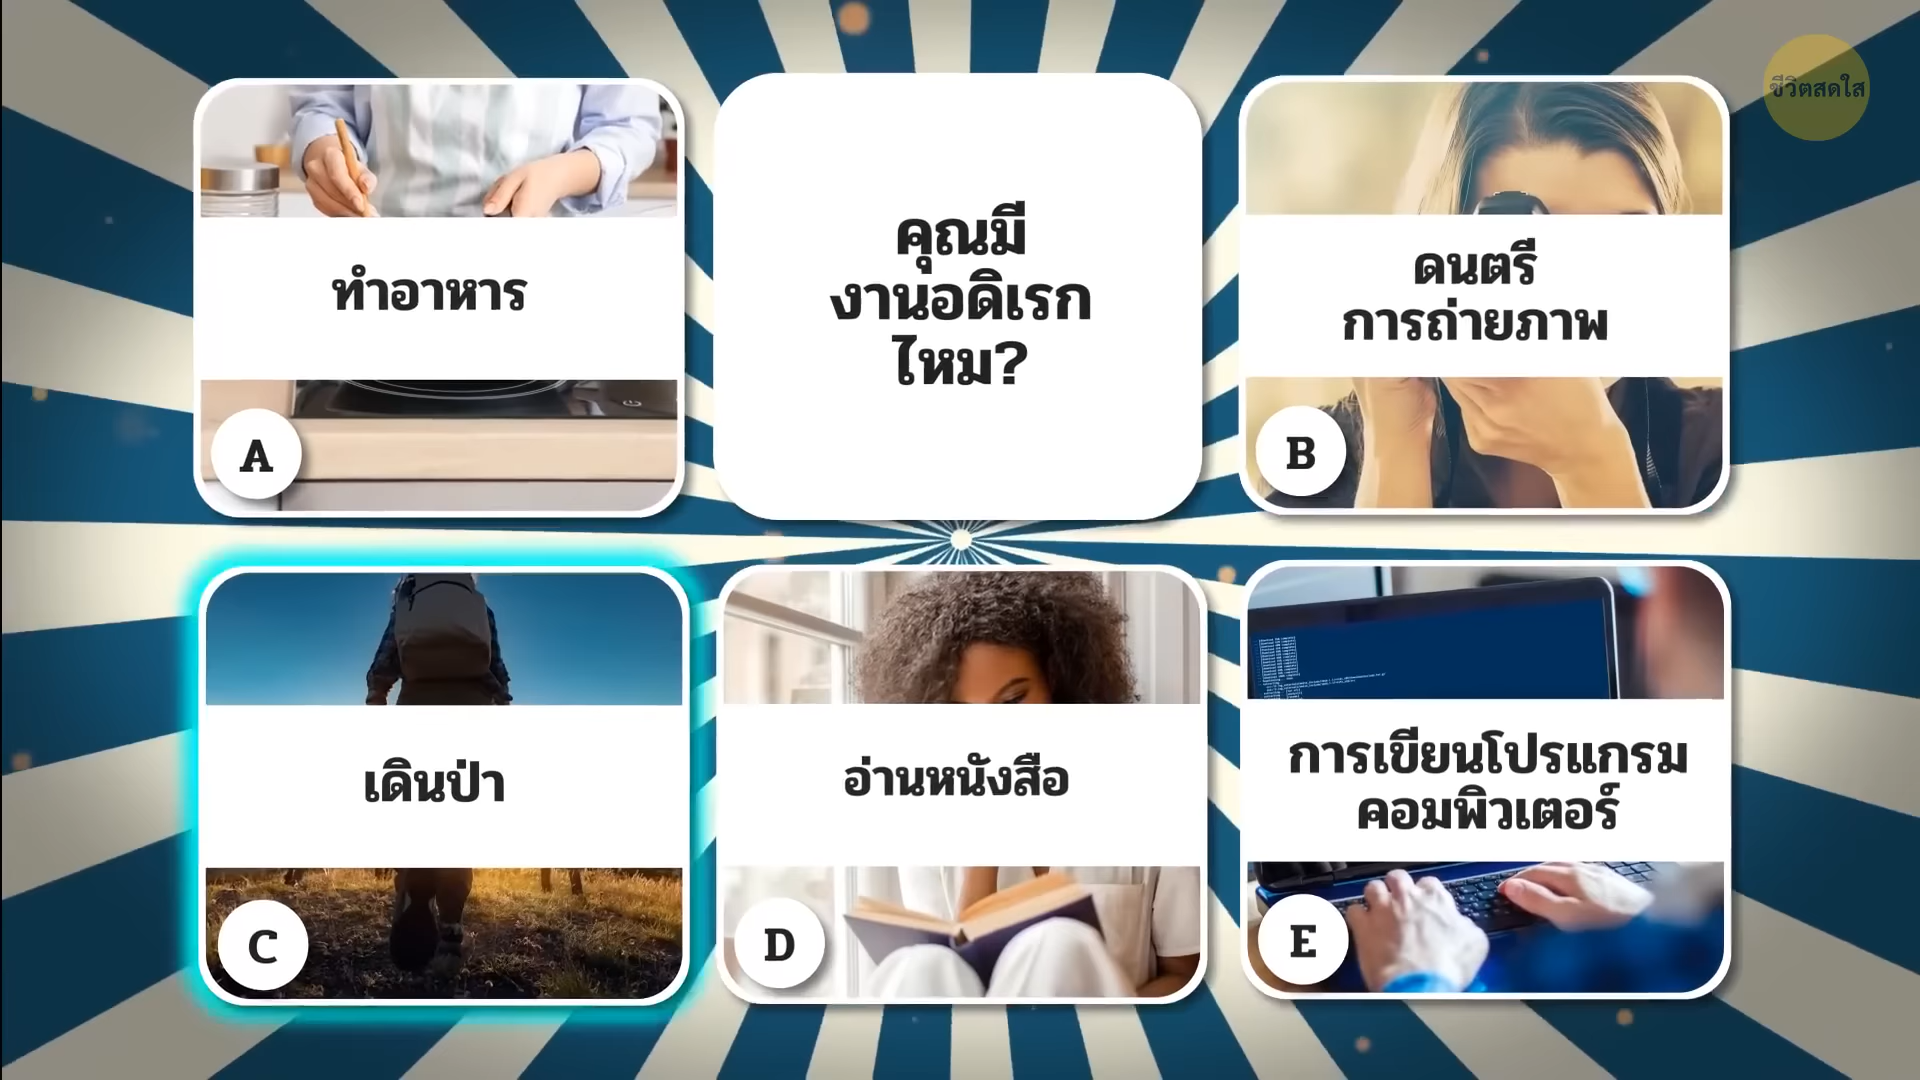 ชีวิตสดใส
ทำอาหาร
A
คุณมี
งานอดิเรก
ไหม?
ดนตรี
การถ่ายภาพ
B
เดินป่า
C
อ่านหนังสือ
D
การเขียนโปรแกรม
คอมพิวเตอร์
E